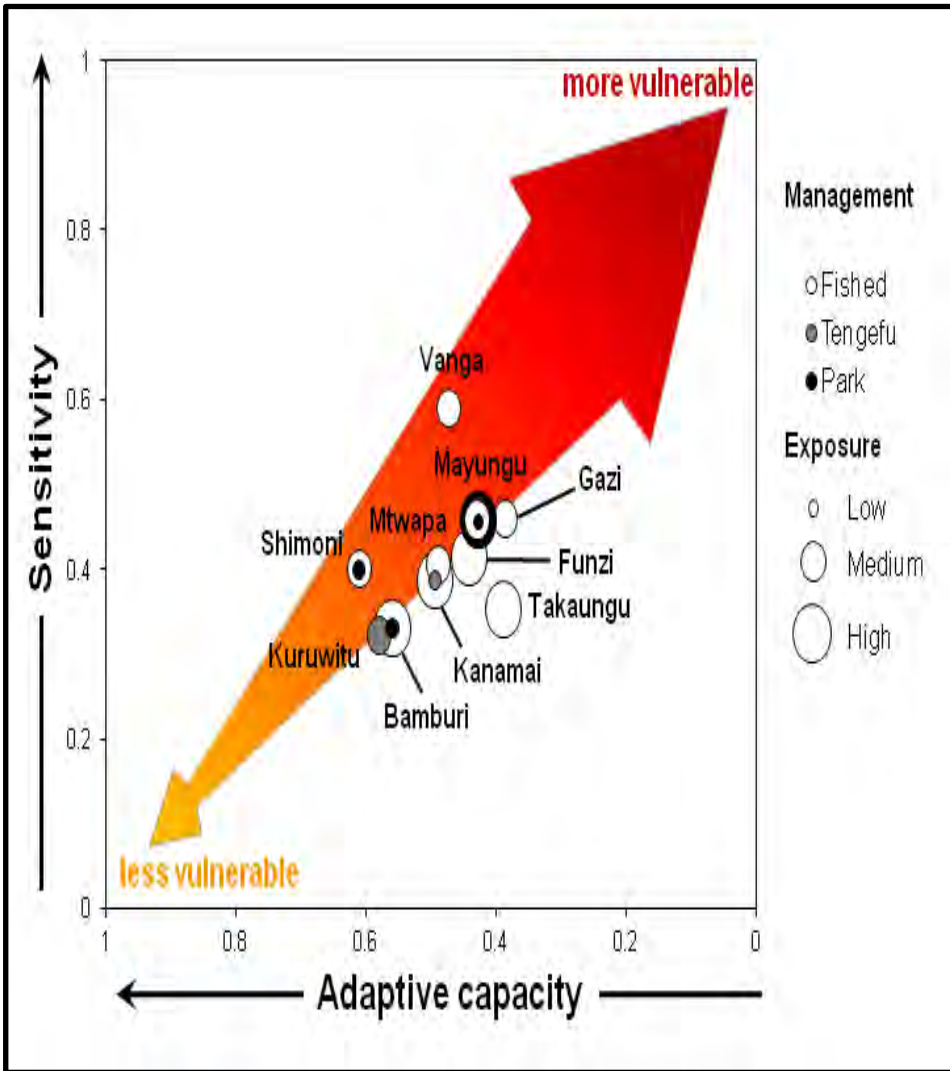 1
more vulnerable
Management
0.8
Fished
Tengefu
Vanga
Park
0.6
Exposure
Mayungu
Gazi
Low
Sensitivity
Mtwapa
Shimoni
Funzi
Medium
0.4
Takaungu
High
Kuruwitu
Kanamai
Bamburi
0.2
less vulnerable
0
1
0.8
0.6
0.4
0.2
0
Adaptive capacity